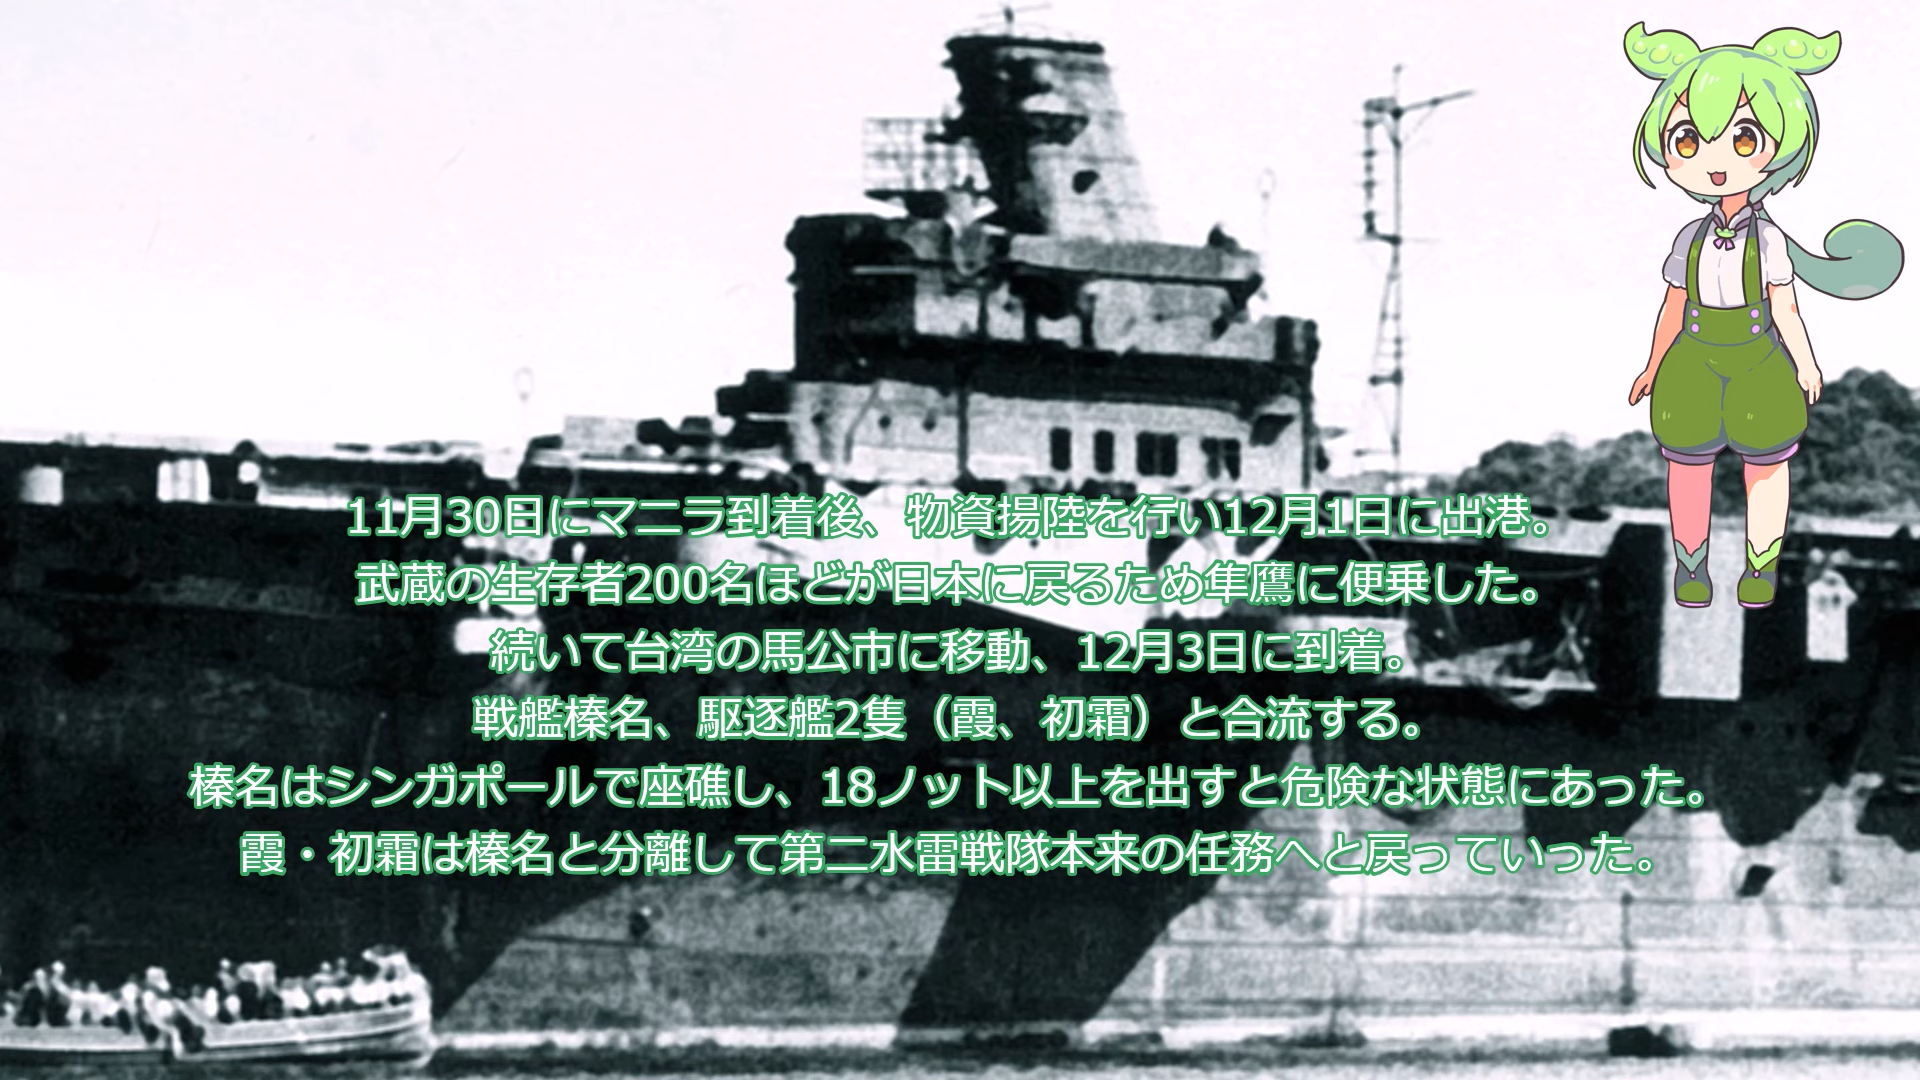 11月30日にマニラ到着後、物資揚陸を行い12月1日に出港。
武蔵の生存者200名ほどが日本に戻るため隼鷹に便乗した。
続いて台湾の馬公市に移動、12月3日に到着。
戦艦榛名、駆逐艦2隻（霞、初霜）と合流する。
榛名はシンガポールで座礁し、18ノット以上を出すと危険な状態にあった。
霞・初霜は榛名と分離して第二水雷戦隊本来の任務へと戻っていった。